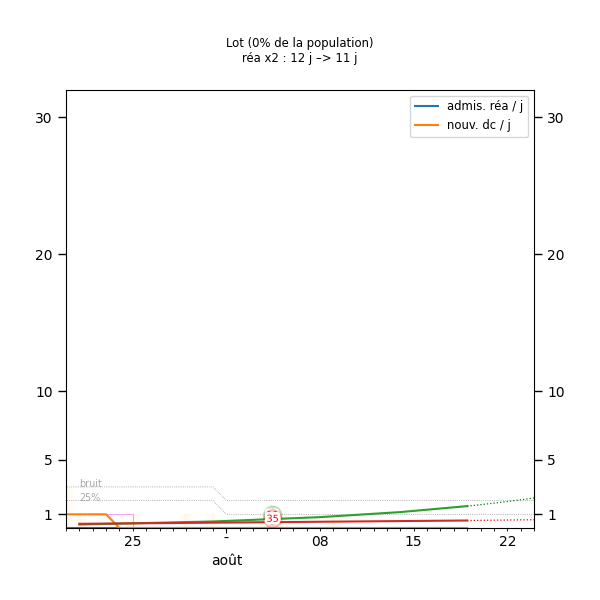 Lot (0% de la population)
réa x2 : 12 j –> 11 j
admis. réa / j
nouv. dc / j
30
30
20
20
10
10
5
5
bruit
25%
1
35
1
25
-
08
15
22
août